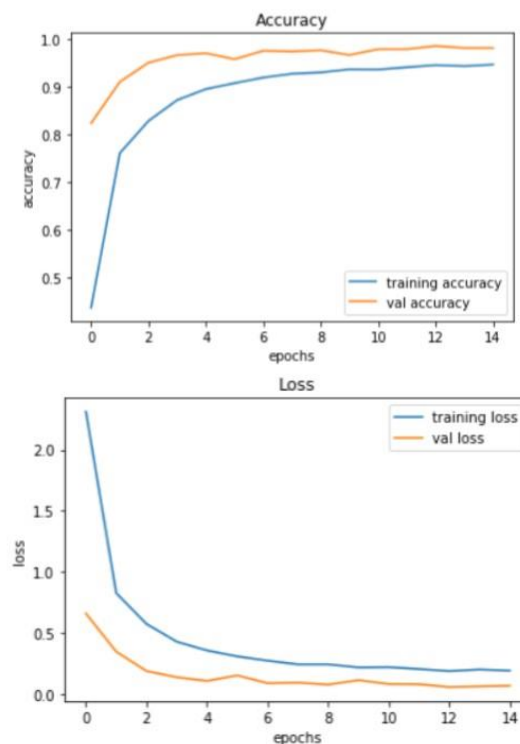 Accuracy
1.0
0.9
0.8
0.7
0.6
0.5
accuracy
training accuracy
val accuracy
0 2 4 6 8 10 12 14
epochs
Loss
2.0
1.5
1.0
0.5
0.0
loss
training loss
val loss
0 2 4 6 8 10 12 14
epochs